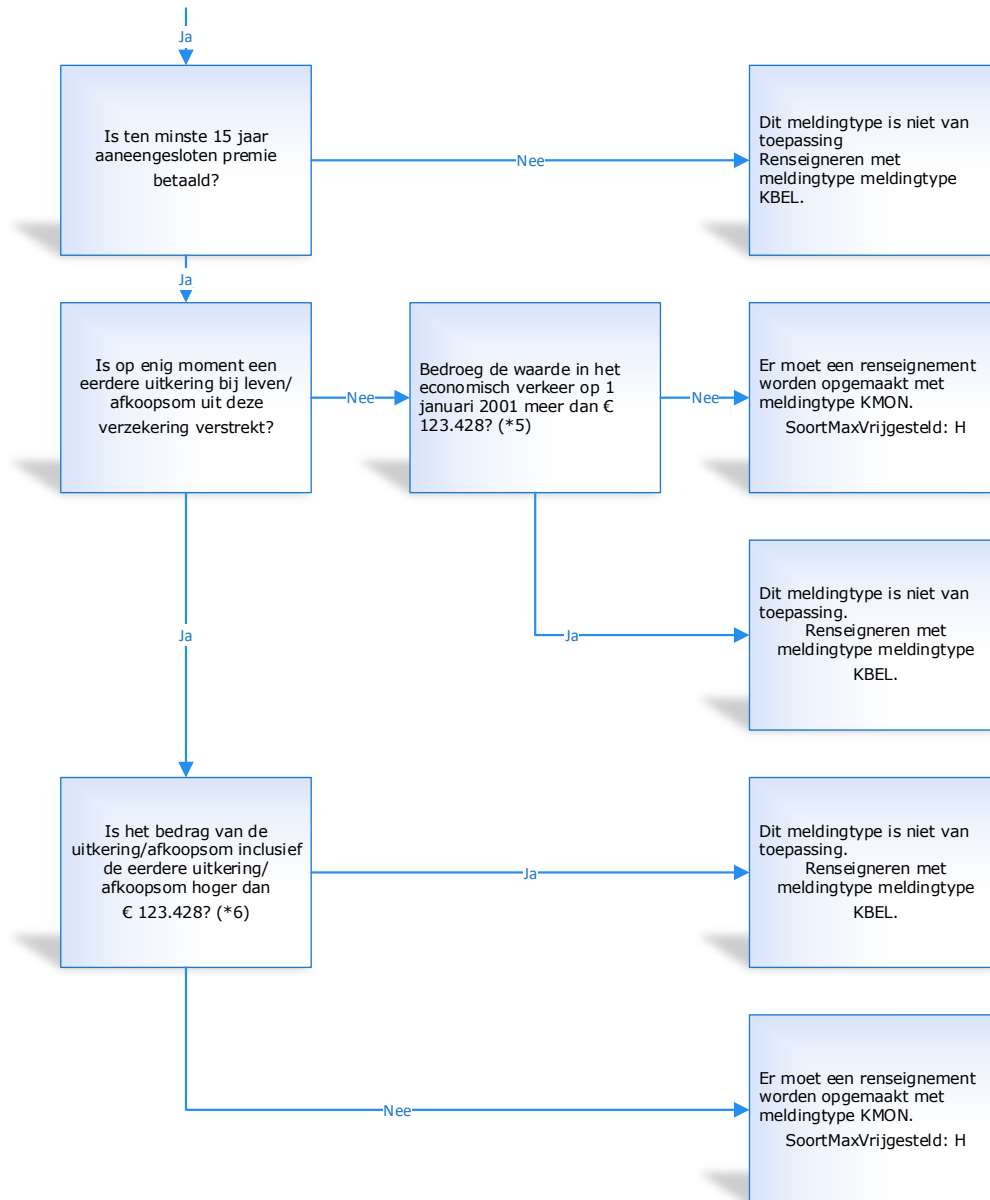 Ja
Is ten minste 15 jaar
aaneengesloten premie
betaald?
Nee
Dit meldingtype is niet van
toepassing
Renseigneren met
meldingtype meldingtype
KBEL.
Ja
Is op enig moment een
eerdere uitkering bij leven/
afkoopsom uit deze
verzekering verstrekt?
Nee
Bedroeg de waarde in het
economisch verkeer op 1
januari 2001 meer dan €
123.428? (*5)
Nee
Er moet een renseignement
worden opgemaakt met
meldingtype KMON.
SoortMaxVrijgesteld: H
Ja
Dit meldingtype is niet van
toepassing.
Renseigneren met
meldingtype meldingtype
KBEL.
Ja
Is het bedrag van de
uitkering/afkoopsom inclusief
de eerdere uitkering/
afkoopsom hoger dan
€ 123.428? (*6)
Ja
Dit meldingtype is niet van
toepassing.
Renseigneren met
meldingtype meldingtype
KBEL.
Nee
Er moet een renseignement
worden opgemaakt met
meldingtype KMON.
SoortMaxVrijgesteld: H